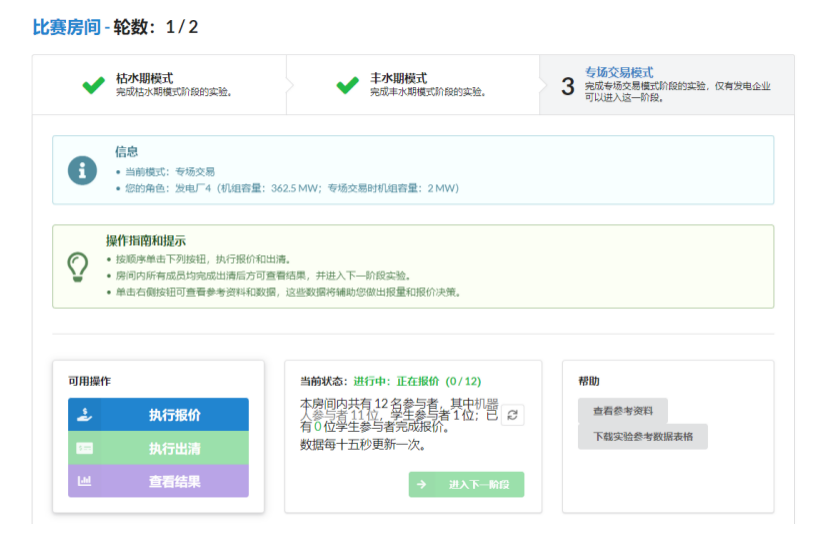 比赛房间 - 轮数：1 / 2
枯水期模式
完成枯水期模式阶段的实验。
丰水期模式
完成丰水期模式阶段的实验。
3
专场交易模式
完成专场交易模式阶段的实验，仅有发电企业
可以进入这一阶段。
信息
• 当前模式：专场交易
• 您的角色：发电厂4（机组容量：362.5 MW；专场交易时机组容量：2 MW）
操作指南和提示
• 按顺序单击下列按钮，执行报价和出清。
• 房间内所有成员均完成出清后方可查看结果，并进入下一阶段实验。
• 单击右侧按钮可查看参考资料和数据，这些数据将辅助您做出报量和报价决策。
可用操作
执行报价
执行出清
查看结果
当前状态：进行中：正在报价（0 / 12）
本房间内共有 12 名参与者，其中机器
人参与者 11 位，学生参与者 1 位；已
有 0 位学生参与者完成报价。
数据每十五秒更新一次。
进入下一阶段
帮助
查看参考资料
下载实验参考数据表格